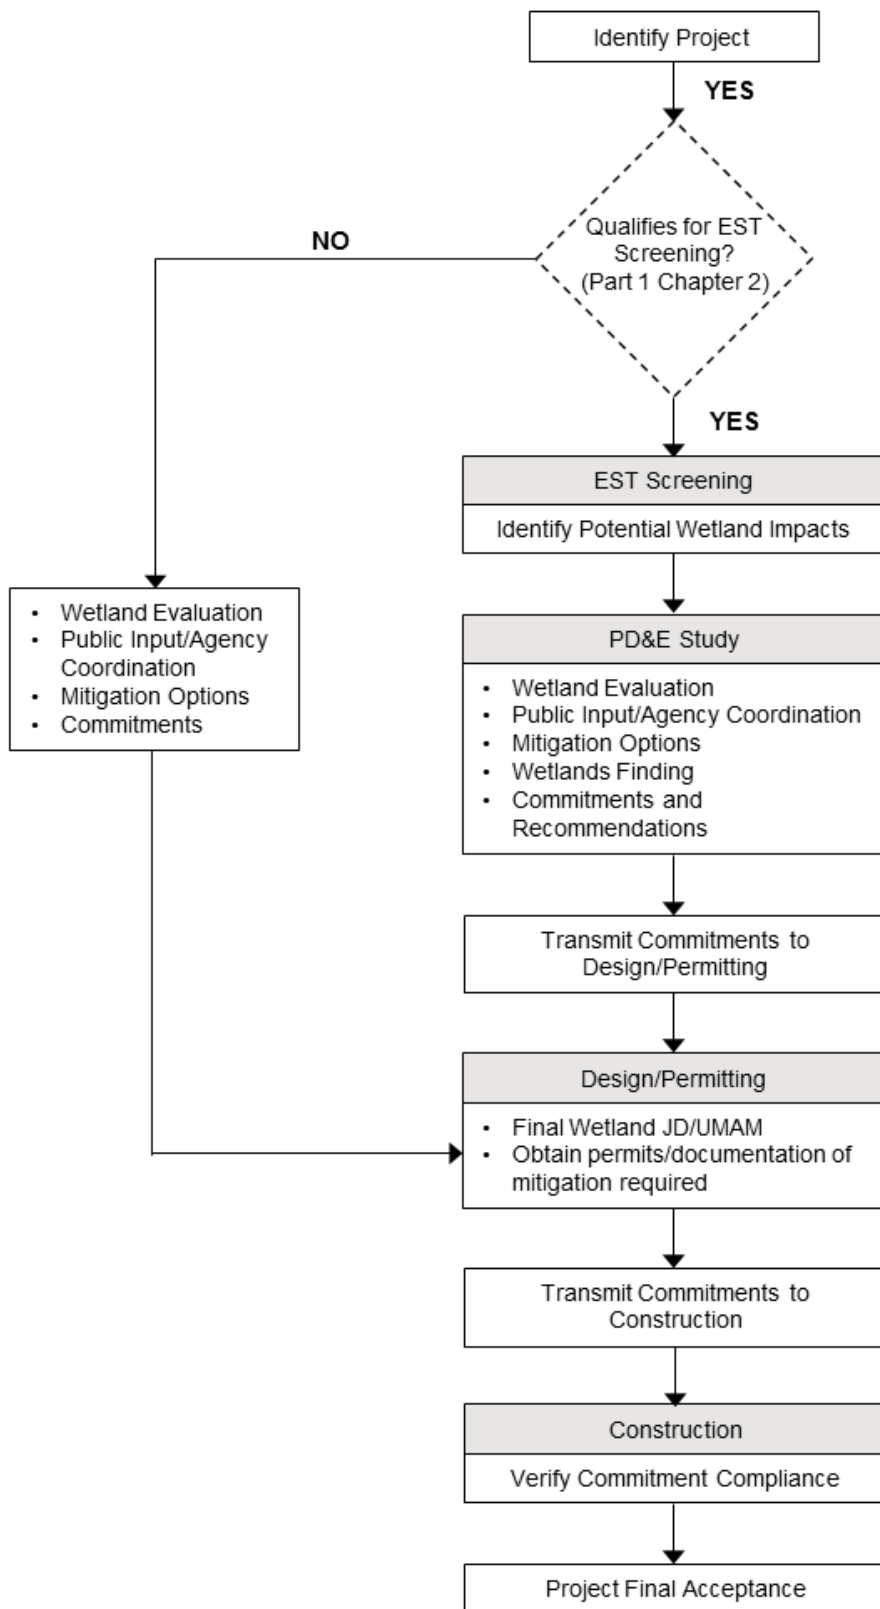 Identify Project
YES
Qualifies for EST
Screening?
(Part 1 Chapter 2)
NO
YES
EST Screening
Identify Potential Wetland Impacts
• Wetland Evaluation
• Public Input/Agency
Coordination
• Mitigation Options
• Commitments
PD&E Study
• Wetland Evaluation
• Public Input/Agency Coordination
• Mitigation Options
• Wetlands Finding
• Commitments and
Recommendations
Transmit Commitments to
Design/Permitting
Design/Permitting
• Final Wetland JD/UMAM
• Obtain permits/documentation of
mitigation required
Transmit Commitments to
Construction
Construction
Verify Commitment Compliance
Project Final Acceptance